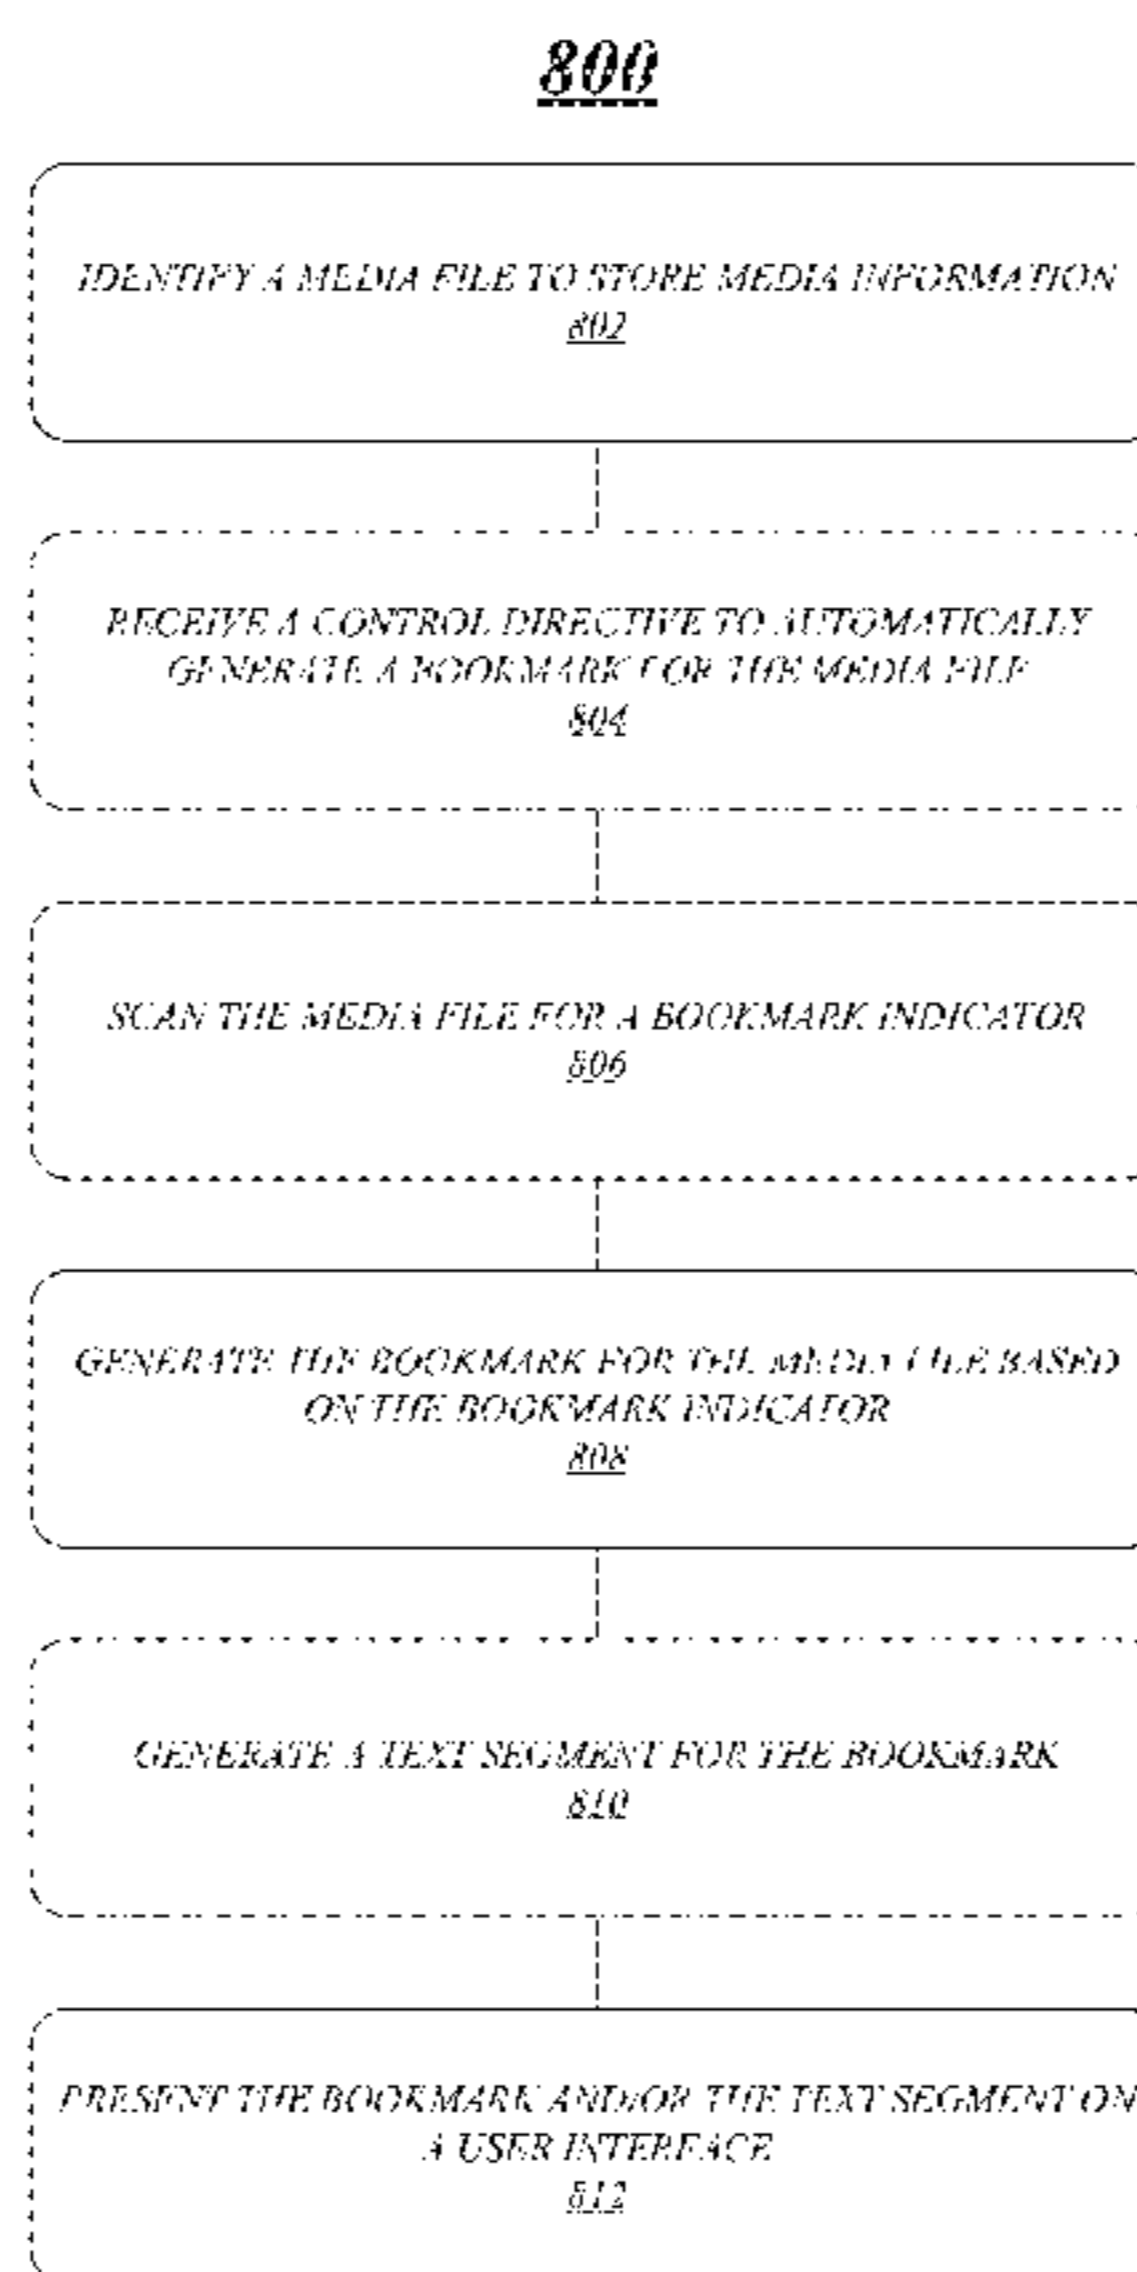 800
IDENTIFY A MEDIA FILE TO STORE MEDIA INFORMATION
802
RECEIVE A CONTROL DIRECTIVE TO AUTOMATICALLY
GENERATE A BOOKMARK FOR THE MEDIA FILE
804
SCAN THE MEDIA FILE FOR A BOOKMARK INDICATOR
806
GENERATE THE BOOKMARK FOR THE MEDIA FILE BASED
ON THE BOOKMARK INDICATOR
808
GENERATE A TEXT SEGMENT FOR THE BOOKMARK
810
PRESENT THE BOOKMARK AND/OR THE TEXT SEGMENT ON
A USER INTERFACE
812